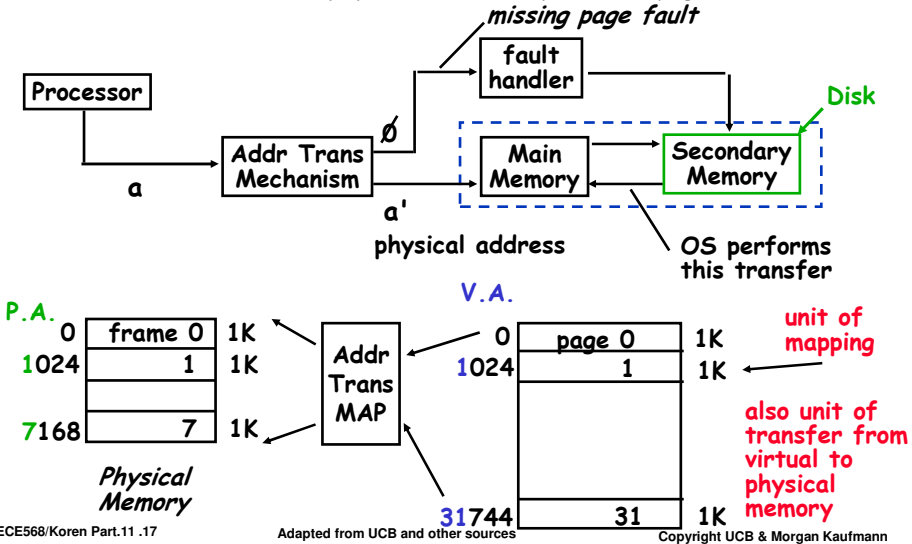 missing page fault
fault
handler
Processor
Disk
Ø
Addr Trans
Mechanism
Main
Memory
Secondary
Memory
a
a'
physical address
OS performs
this transfer
V.A.
P.A.
0 frame 0 1K
1024 1 1K
7168 7 1K
Physical
Memory
Addr
Trans
MAP
0 page 0 1K
1024 1 1K
31744 31 1K
unit of
mapping
also unit of
transfer from
virtual to
physical
memory
ECE568/Koren Part.11 .17
Adapted from UCB and other sources
Copyright UCB & Morgan Kaufmann